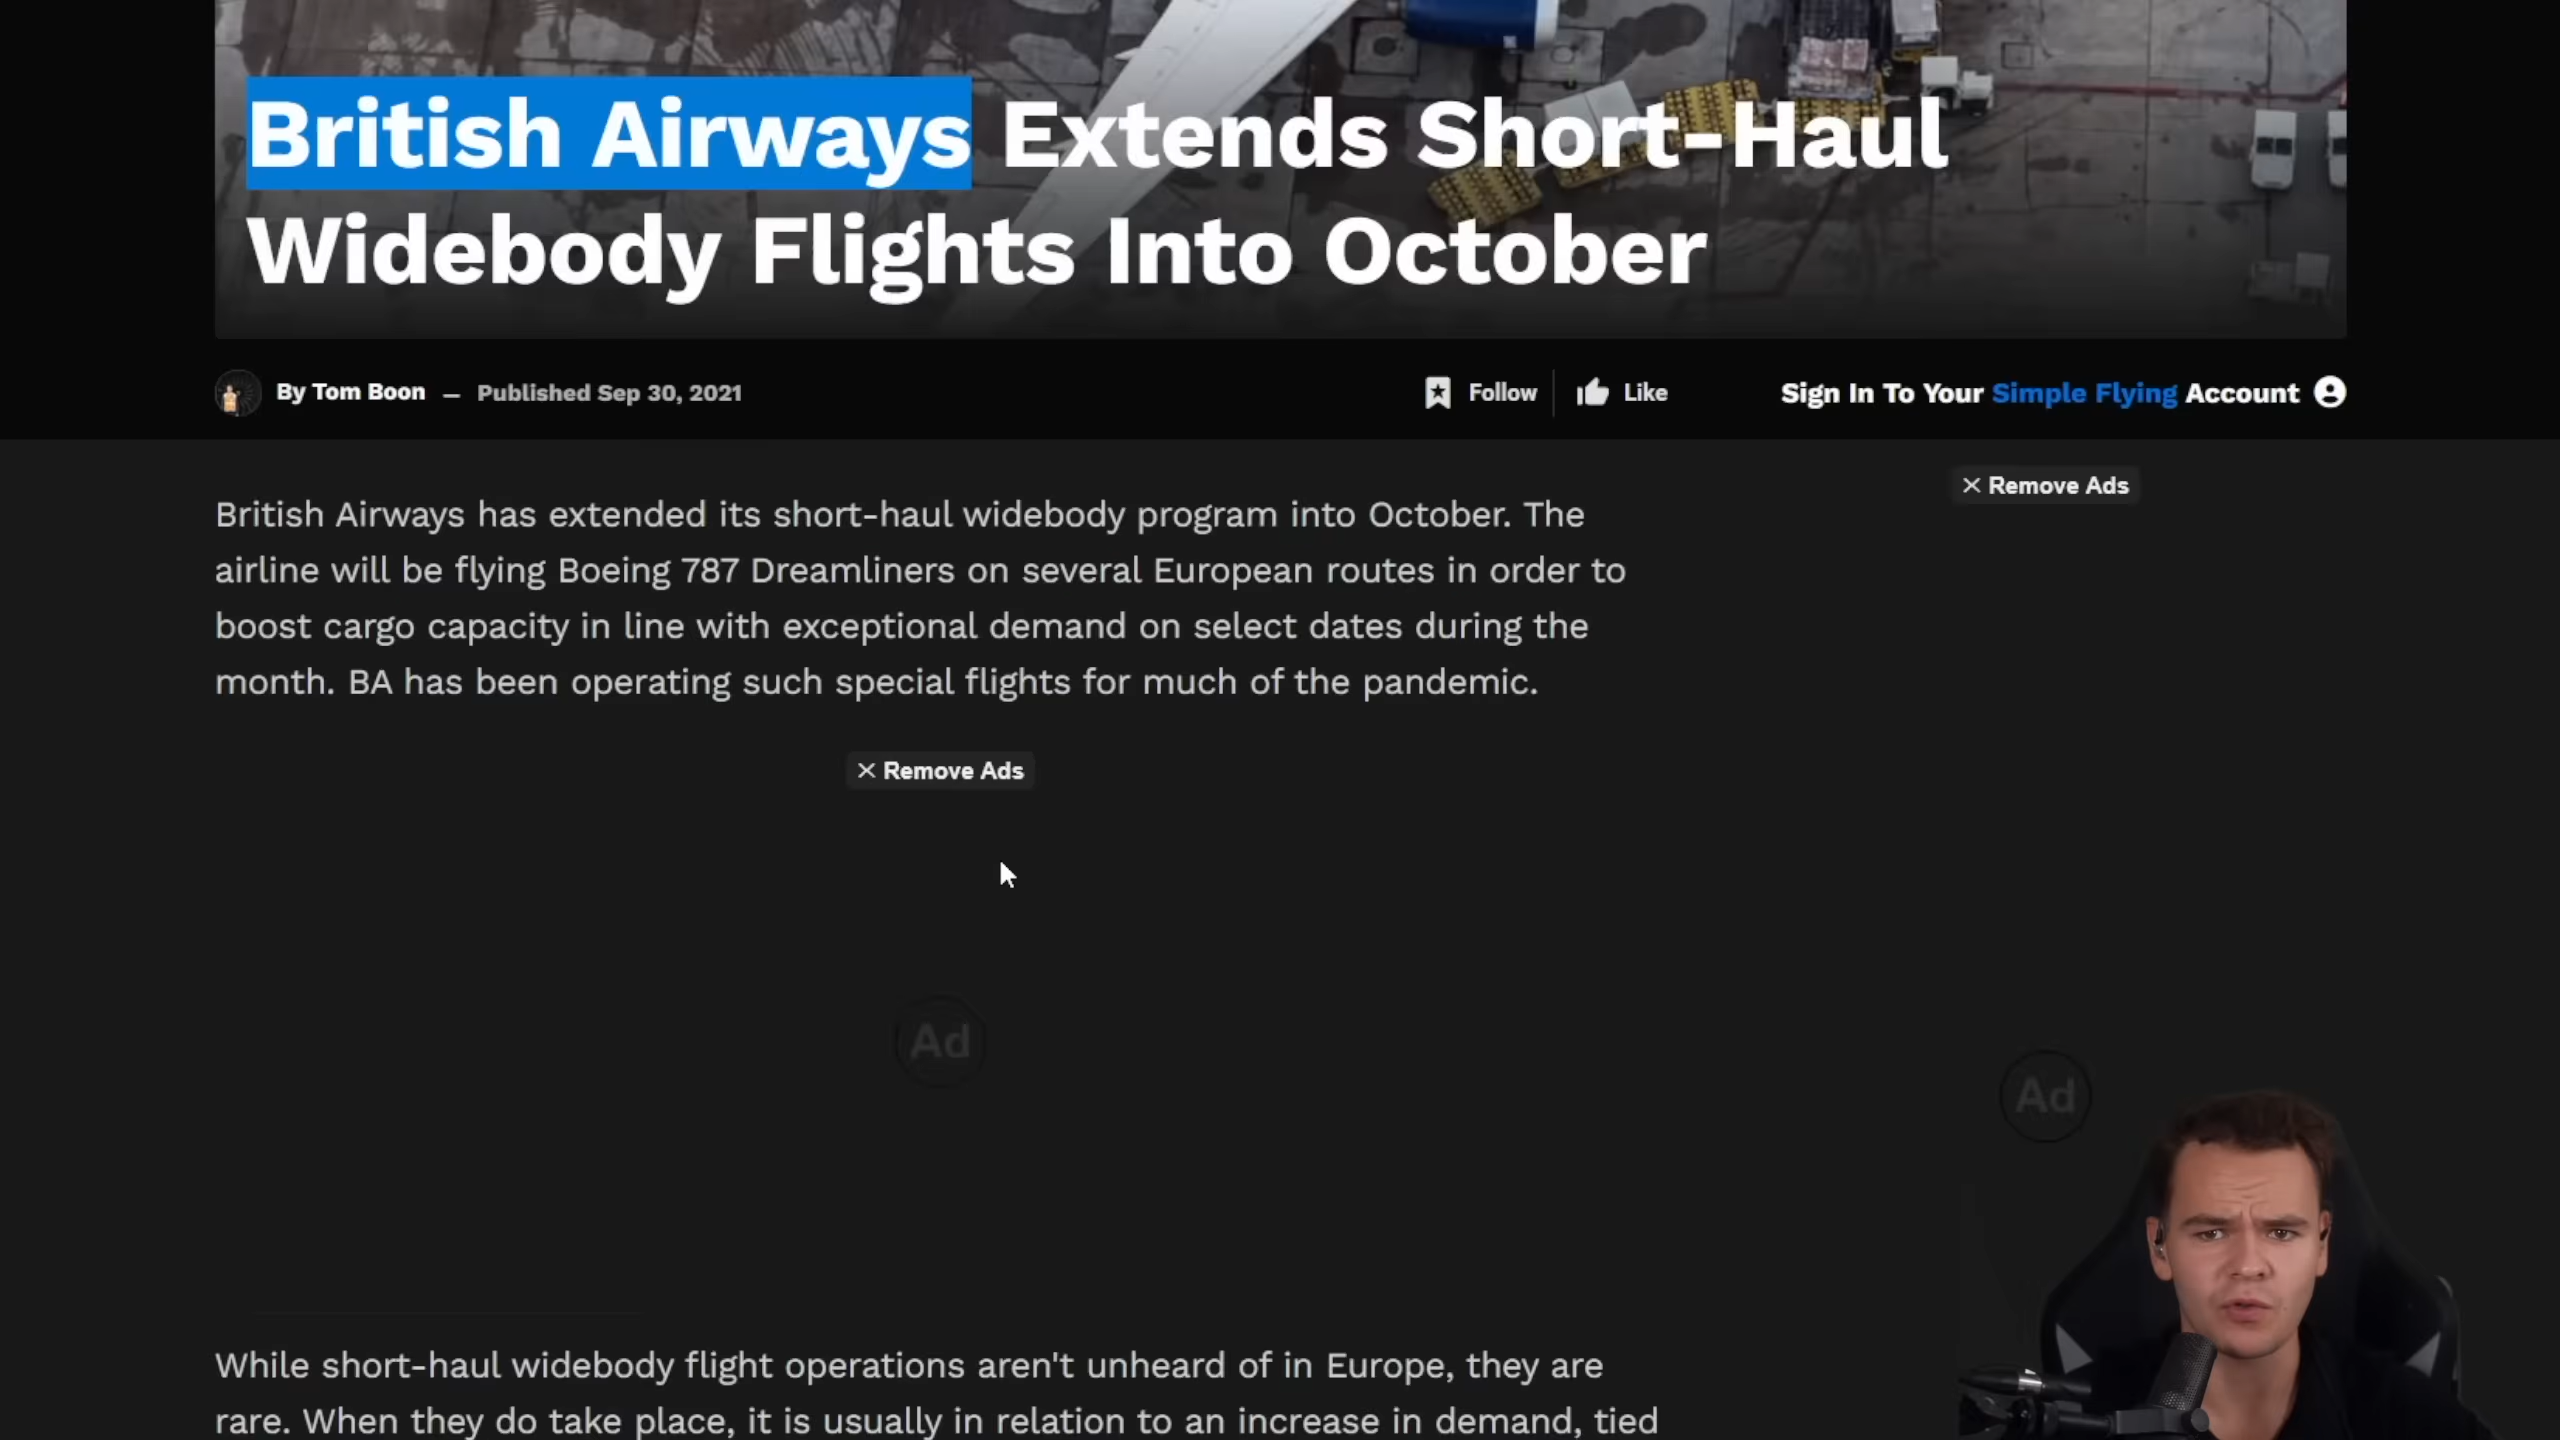 British Airways Extends Short-Haul
Widebody Flights Into October
By Tom Boon — Published Sep 30, 2021
Follow
Like
Sign In To Your Simple Flying Account
Remove Ads
British Airways has extended its short-haul widebody program into October. The
airline will be flying Boeing 787 Dreamliners on several European routes in order to
boost cargo capacity in line with exceptional demand on select dates during the
month. BA has been operating such special flights for much of the pandemic.
Remove Ads
Ad
Ad
While short-haul widebody flight operations aren't unheard of in Europe, they are
rare. When they do take place, it is usually in relation to an increase in demand, tied